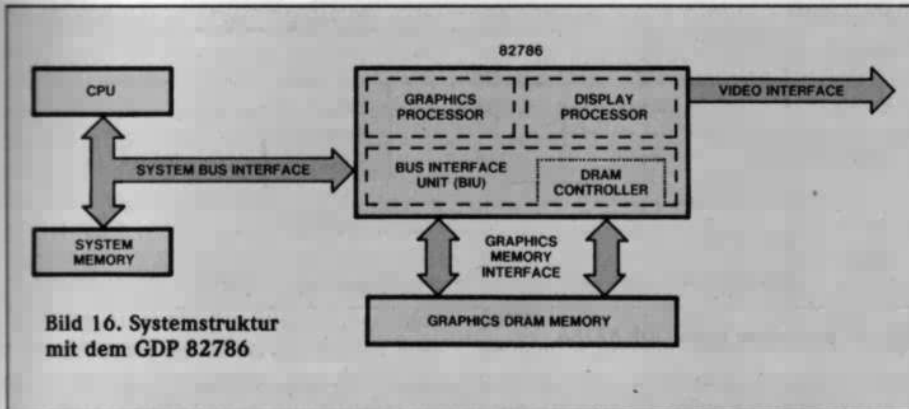 82786
CPU
GRAPHICS
PROCESSOR
DISPLAY
PROCESSOR
VIDEO INTERFACE
SYSTEM BUS INTERFACE
BUS INTERFACE
UNIT (BIU)
DRAM
CONTROLLER
SYSTEM
MEMORY
GRAPHICS
MEMORY
INTERFACE
GRAPHICS DRAM MEMORY
Bild 16. Systemstruktur
mit dem GDP 82786